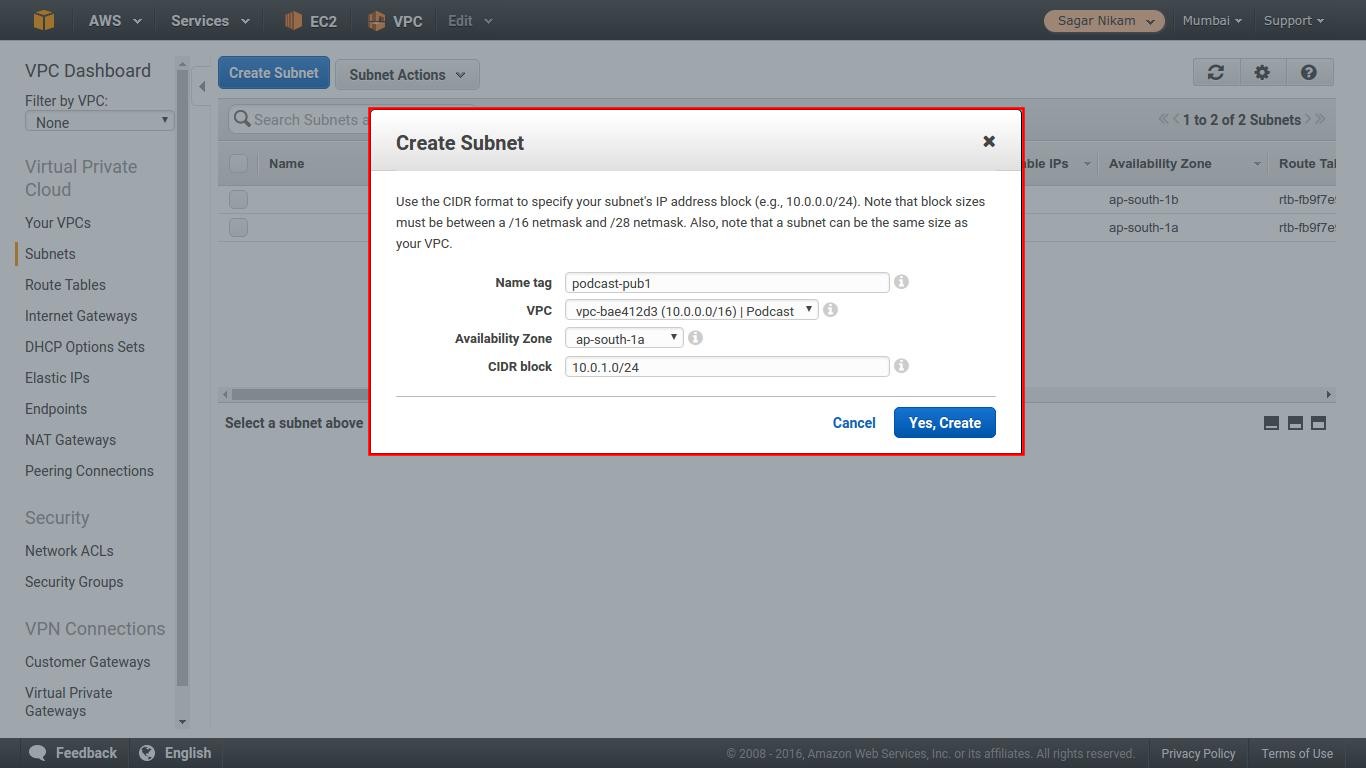 AWS Services EC2 VPC Edit Sagar Nikam Mumbai Support
VPC Dashboard
Filter by VPC:
None
Virtual Private
Cloud
Your VPCs
Subnets
Route Tables
Internet Gateways
DHCP Options Sets
Elastic IPs
Endpoints
NAT Gateways
Peering Connections
Security
Network ACLs
Security Groups
VPN Connections
Customer Gateways
Virtual Private
Gateways
Create Subnet Subnet Actions
Search Subnets a
1 to 2 of 2 Subnets
Name able IPs Availability Zone Route Tal
ap-south-1b rtb-fb9f7e
ap-south-1a rtb-fb9f7e
Create Subnet
Use the CIDR format to specify your subnet's IP address block (e.g., 10.0.0.0/24). Note that block sizes
must be between a /16 netmask and /28 netmask. Also, note that a subnet can be the same size as
your VPC.
Name tag podcast-pub1
VPC vpc-bae412d3 (10.0.0.0/16) | Podcast
Availability Zone ap-south-1a
CIDR block 10.0.1.0/24
Cancel Yes, Create
Select a subnet above
Feedback English © 2008 - 2016, Amazon Web Services, Inc. or its affiliates. All rights reserved. Privacy Policy Terms of Use